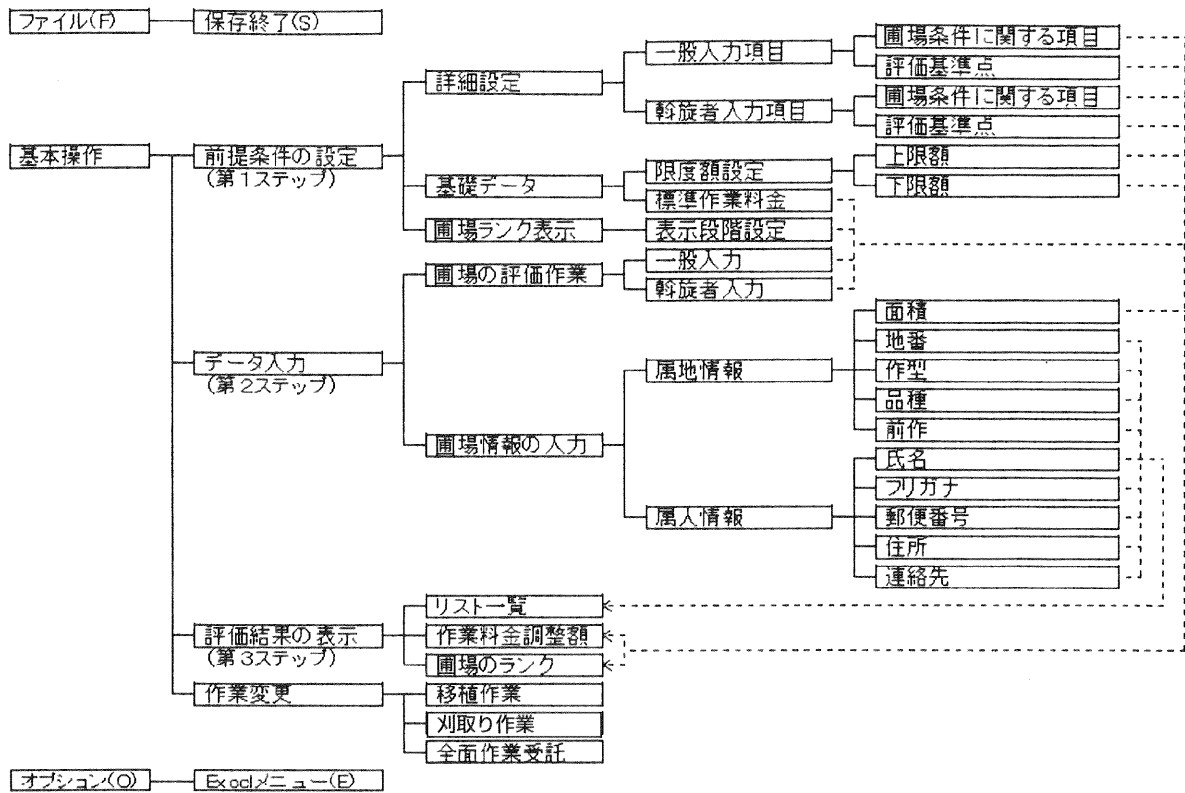 ファイル(F)
保存終了(S)
基本操作
前提条件の設定
(第1ステップ)
詳細設定
一般入力項目
圃場条件に関する項目
評価基準点
斡旋者入力項目
圃場条件に関する項目
評価基準点
基礎データ
限度額設定
上限額
下限額
標準作業料金
圃場ランク表示
表示段階設定
データ入力
(第2ステップ)
圃場の評価作業
一般入力
斡旋者入力
圃場情報の入力
属地情報
面積
地番
作型
品種
前作
属人情報
氏名
フリガナ
郵便番号
住所
連絡先
評価結果の表示
(第3ステップ)
リスト一覧
作業料金調整額
圃場のランク
作業変更
移植作業
刈取り作業
全面作業受託
オプション(O)
Excelメニュー(E)